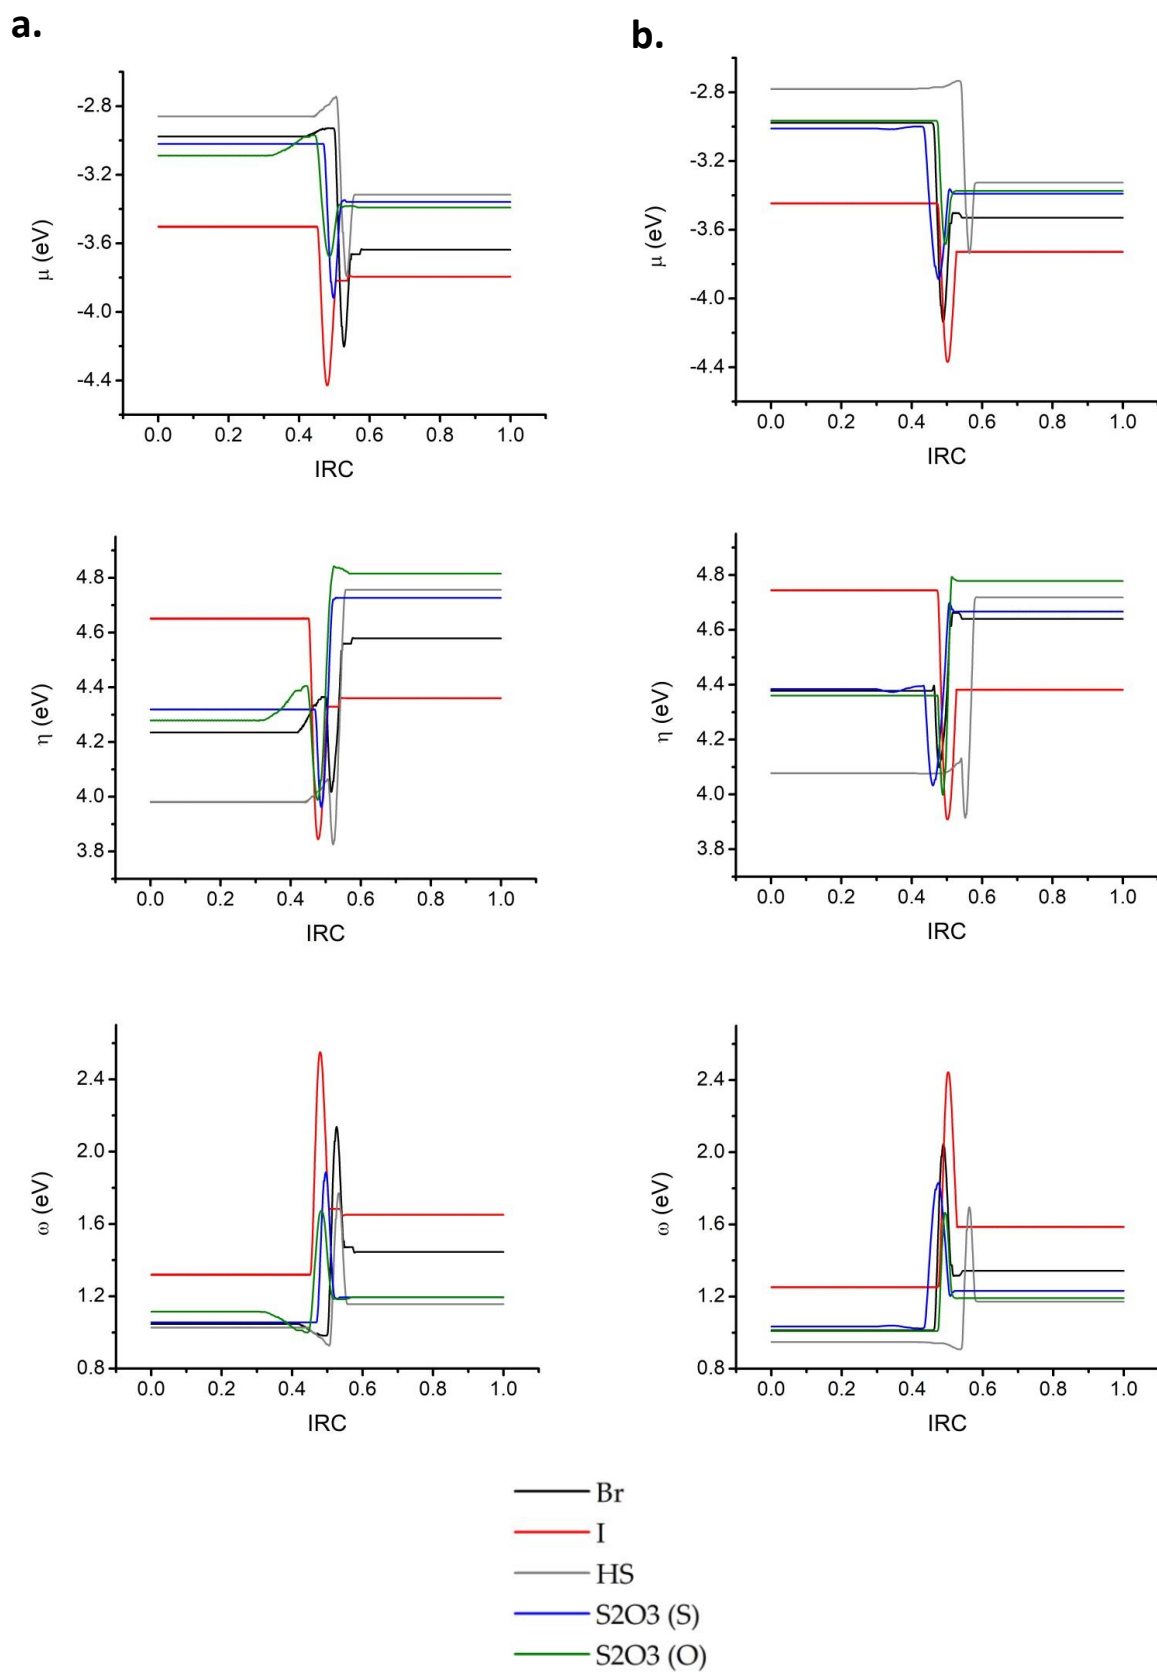 a.
b.
-2.8
-3.2
-3.6
-4.0
-4.4
μ (eV)
0.0 0.2 0.4 0.6 0.8 1.0
IRC
-2.8
-3.2
-3.6
-4.0
-4.4
μ (eV)
0.0 0.2 0.4 0.6 0.8 1.0
IRC
4.8
4.6
4.4
4.2
4.0
3.8
η (eV)
0.0 0.2 0.4 0.6 0.8 1.0
IRC
4.8
4.6
4.4
4.2
4.0
3.8
η (eV)
0.0 0.2 0.4 0.6 0.8 1.0
IRC
2.4
2.0
1.6
1.2
0.8
ω (eV)
0.0 0.2 0.4 0.6 0.8 1.0
IRC
2.4
2.0
1.6
1.2
0.8
ω (eV)
0.0 0.2 0.4 0.6 0.8 1.0
IRC
Br
I
HS
S2O3 (S)
S2O3 (O)